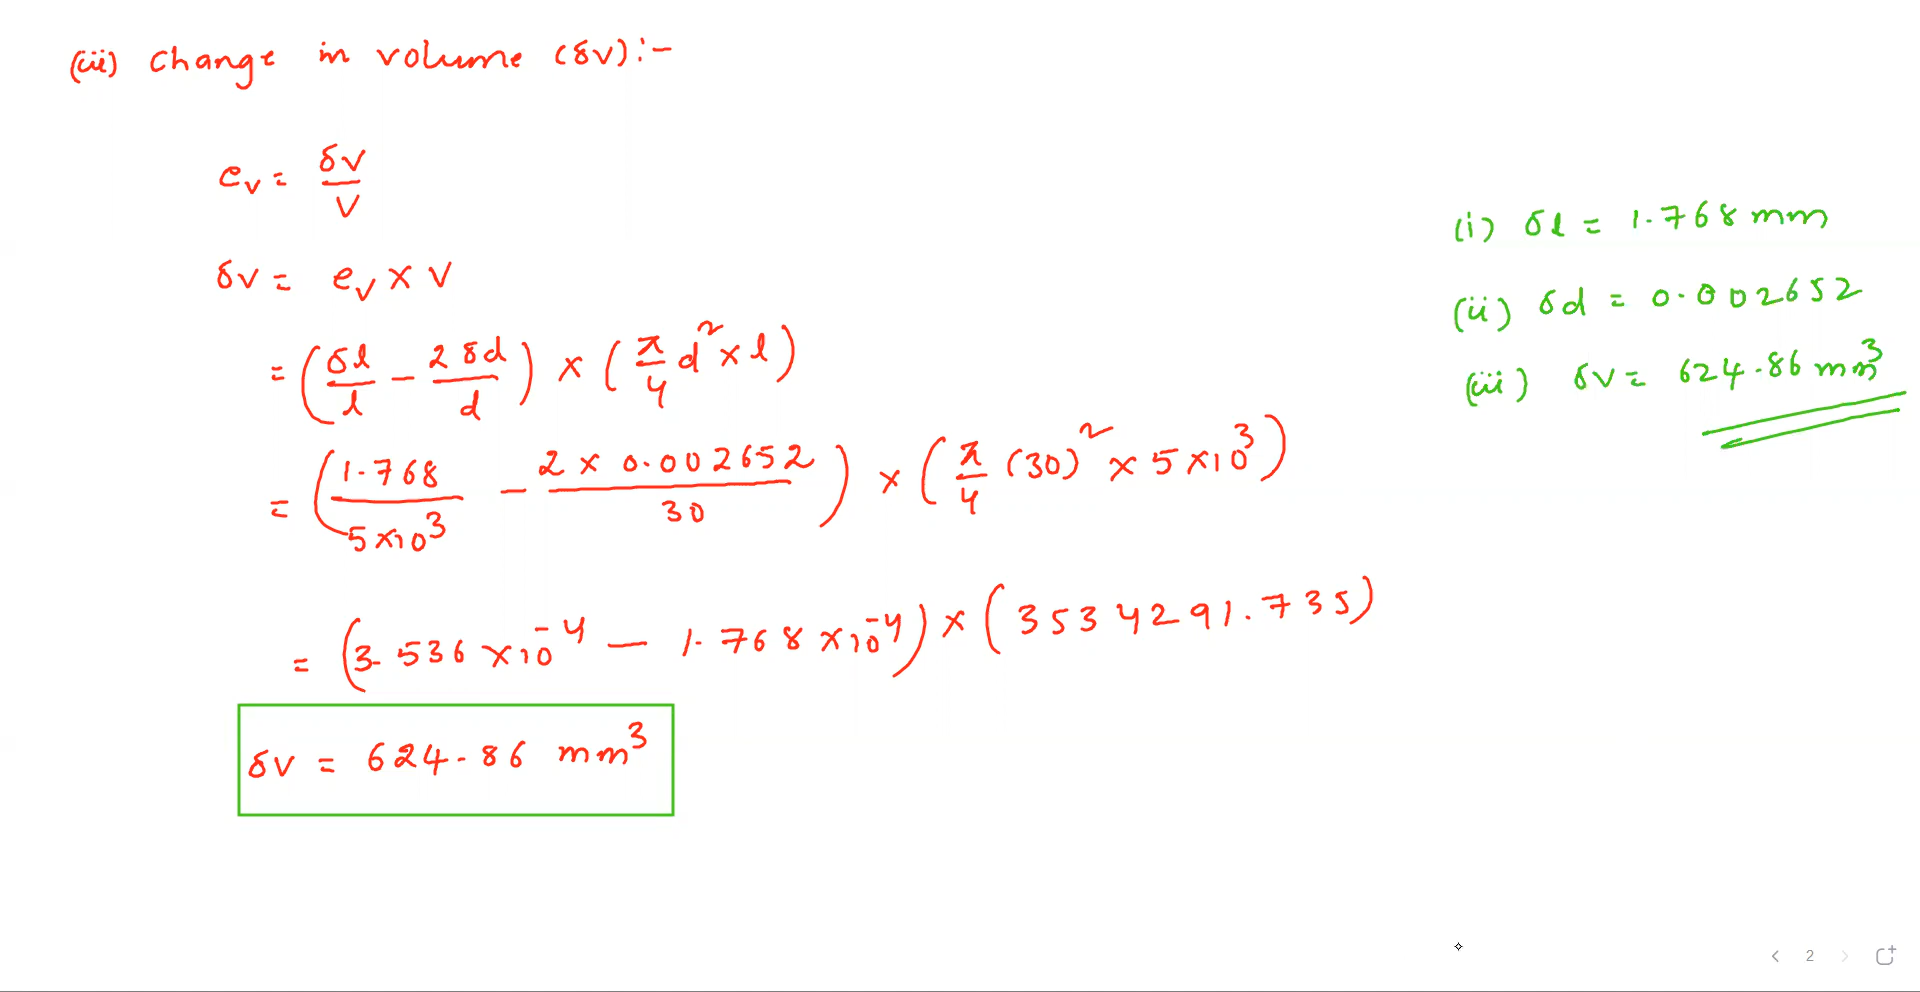 (iii) Change in volume (δv):-
e_v = δv/v
δv = e_v × v
= (δl/l − 2δd/d) × (π/4 d² × l)
= (1.768/5×10³ − 2 × 0.002652/30) × (π/4 (30)² × 5×10³)
= (3.536 ×10⁻⁴ − 1.768 ×10⁻⁴) × (3534291.735)
δv = 624.86 mm³
(i) δl = 1.768 mm
(ii) δd = 0.002652
(iii) δv = 624.86 mm³
2